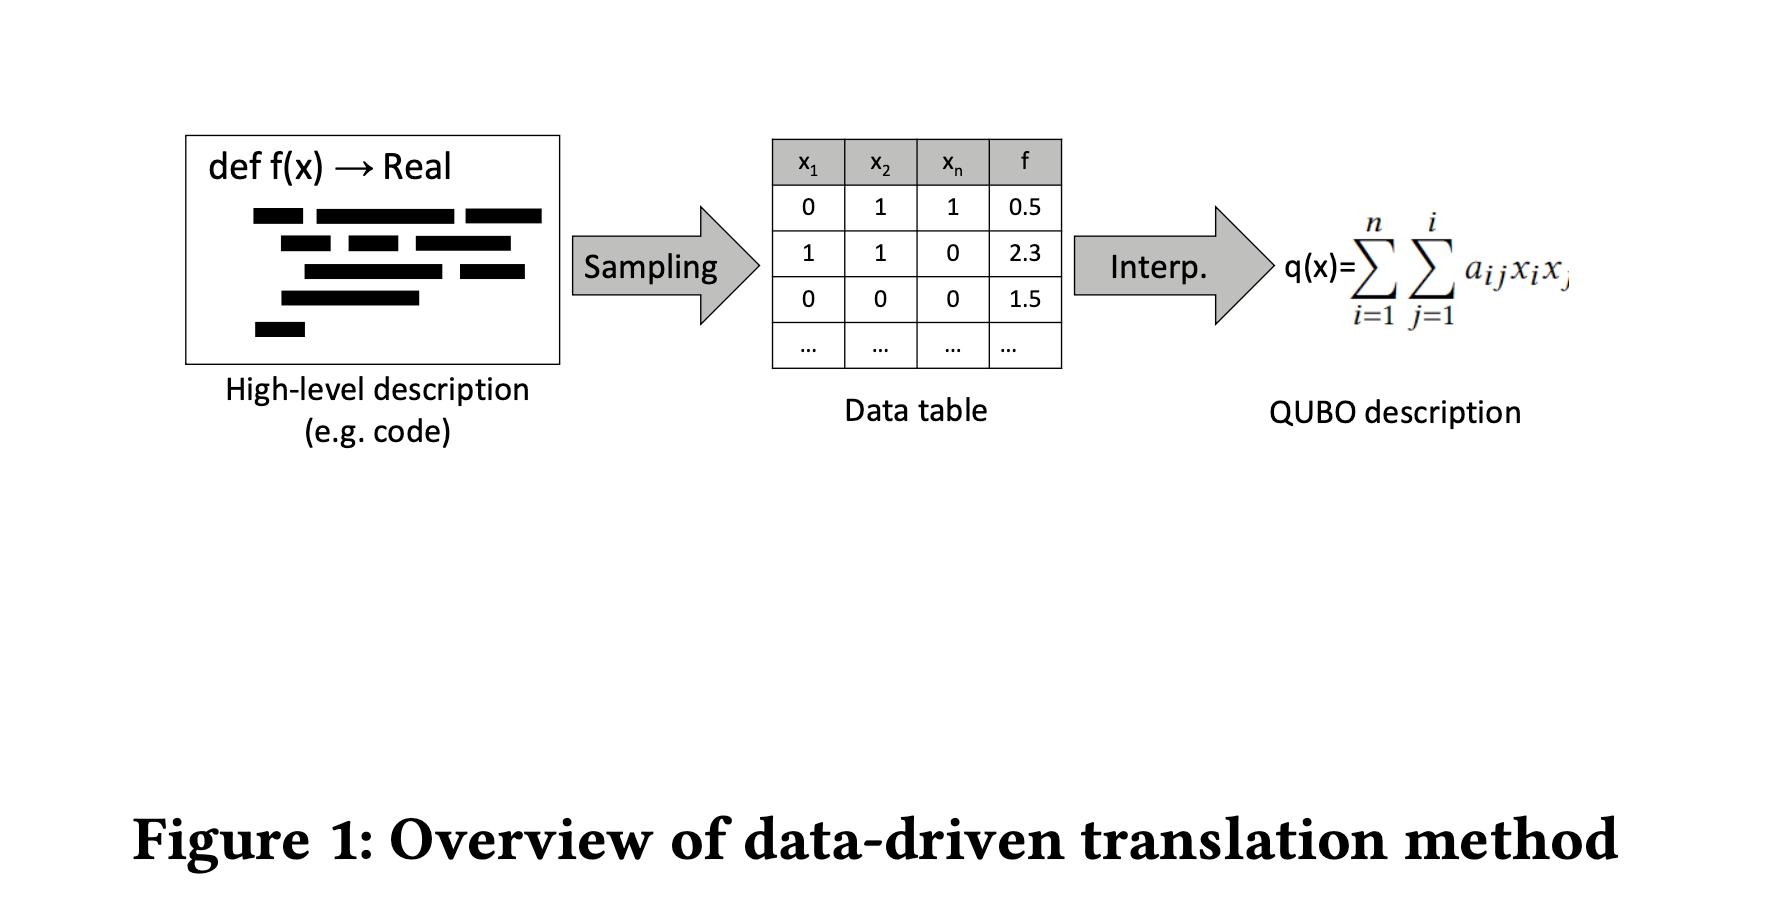 def f(x) → Real
High-level description
(e.g. code)
Sampling
x₁ x₂ xₙ f
0 1 1 0.5
1 1 0 2.3
0 0 0 1.5
... ... ... ...
Data table
Interp.
q(x)=∑ⁿᵢ₌₁ ∑ⁱⱼ₌₁ aᵢⱼxᵢxⱼ
QUBO description
Figure 1: Overview of data-driven translation method